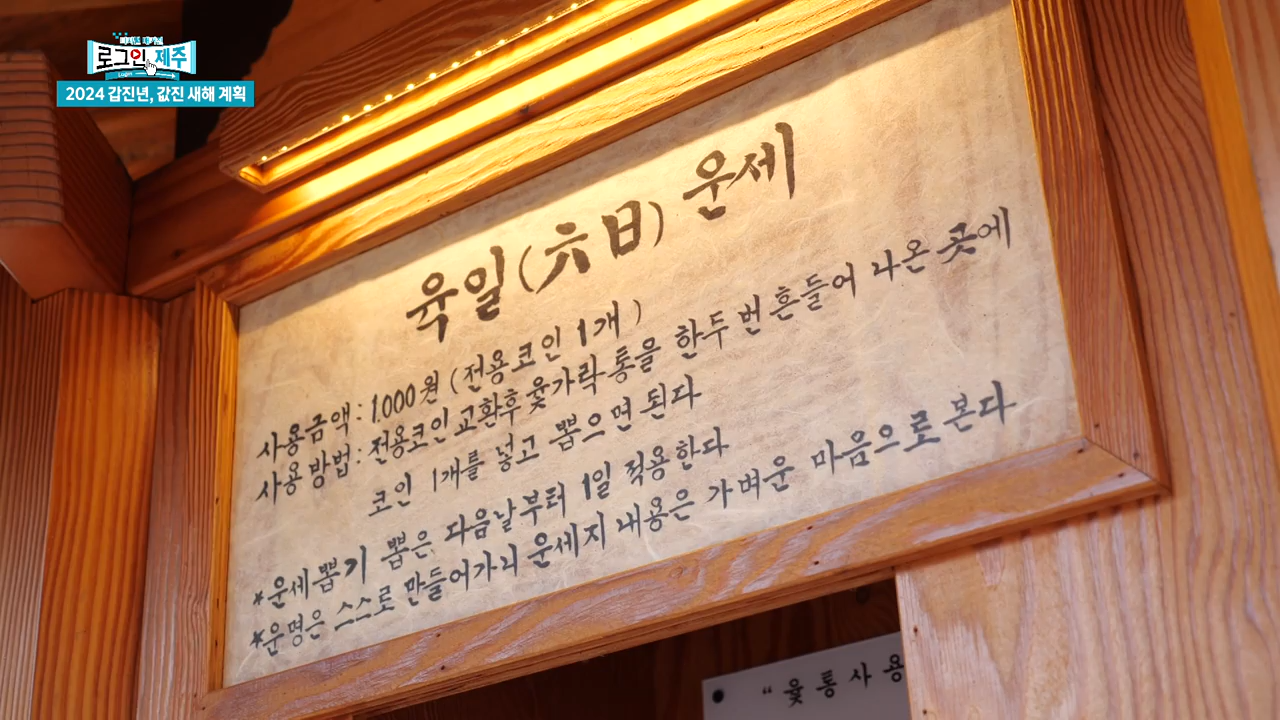 로그인 제주
Login
2024 갑진년, 값진 새해 계획
육일(六日) 운세
사용금액 : 1,000원 (전용코인 1개)
사용방법 : 전용코인 교환후 윷가락통을 한두번 흔들어 나온 곳에
코인 1개를 넣고 뽑으면 된다
*운세뽑기 뽑은 다음날부터 1일 적용한다
*운명은 스스로 만들어가리 운세지 내용은 가벼운 마음으로 본다
“윷통사용